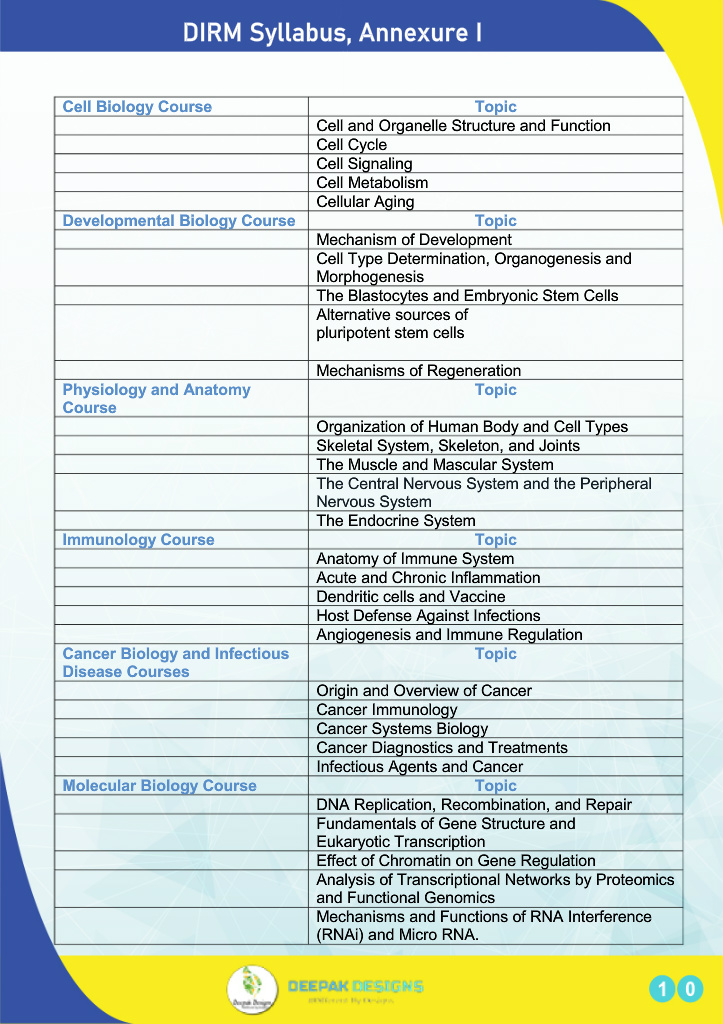 DIRM Syllabus, Annexure I
Cell Biology Course Topic
Cell and Organelle Structure and Function
Cell Cycle
Cell Signaling
Cell Metabolism
Cellular Aging
Developmental Biology Course Topic
Mechanism of Development
Cell Type Determination, Organogenesis and
Morphogenesis
The Blastocytes and Embryonic Stem Cells
Alternative sources of
pluripotent stem cells
Mechanisms of Regeneration
Physiology and Anatomy Topic
Course
Organization of Human Body and Cell Types
Skeletal System, Skeleton, and Joints
The Muscle and Mascular System
The Central Nervous System and the Peripheral
Nervous System
The Endocrine System
Immunology Course Topic
Anatomy of Immune System
Acute and Chronic Inflammation
Dendritic cells and Vaccine
Host Defense Against Infections
Angiogenesis and Immune Regulation
Cancer Biology and Infectious Topic
Disease Courses
Origin and Overview of Cancer
Cancer Immunology
Cancer Systems Biology
Cancer Diagnostics and Treatments
Infectious Agents and Cancer
Molecular Biology Course Topic
DNA Replication, Recombination, and Repair
Fundamentals of Gene Structure and
Eukaryotic Transcription
Effect of Chromatin on Gene Regulation
Analysis of Transcriptional Networks by Proteomics
and Functional Genomics
Mechanisms and Functions of RNA Interference
(RNAi) and Micro RNA.
Deepak Designs
DEEPAK DESIGNS
By Designs
1 0